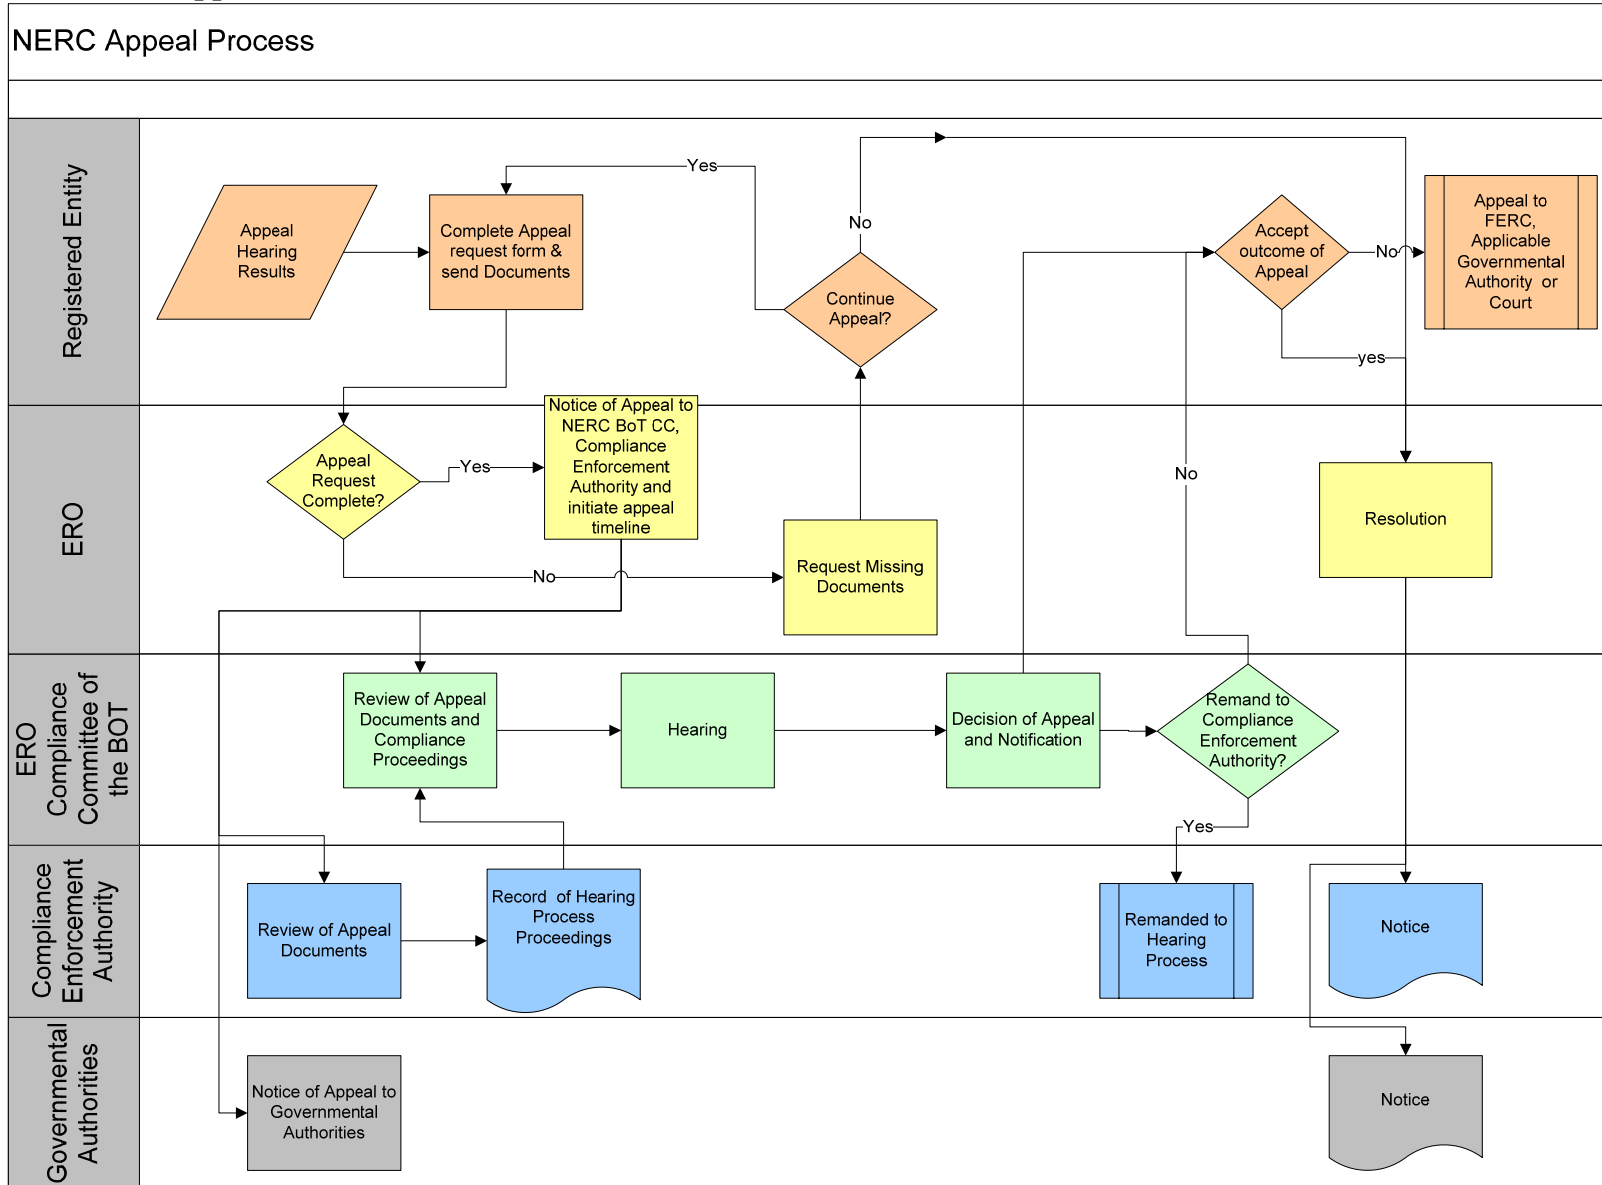 NERC Appeal Process
Registered Entity
Appeal
Hearing
Results
Complete Appeal
request form &
send Documents
Yes
No
Continue
Appeal?
Accept
outcome of
Appeal
No
yes
Appeal to
FERC,
Applicable
Governmental
Authority or
Court
ERO
Appeal
Request
Complete?
Yes
No
Notice of Appeal to
NERC BoT CC,
Compliance
Enforcement
Authority and
initiate appeal
timeline
Request Missing
Documents
No
Resolution
ERO
Compliance
Committee of
the BOT
Review of Appeal
Documents and
Compliance
Proceedings
Hearing
Decision of Appeal
and Notification
Remand to
Compliance
Enforcement
Authority?
Yes
Compliance
Enforcement
Authority
Review of Appeal
Documents
Record of Hearing
Process
Proceedings
Remanded to
Hearing
Process
Notice
Governmental
Authorities
Notice of Appeal to
Governmental
Authorities
Notice